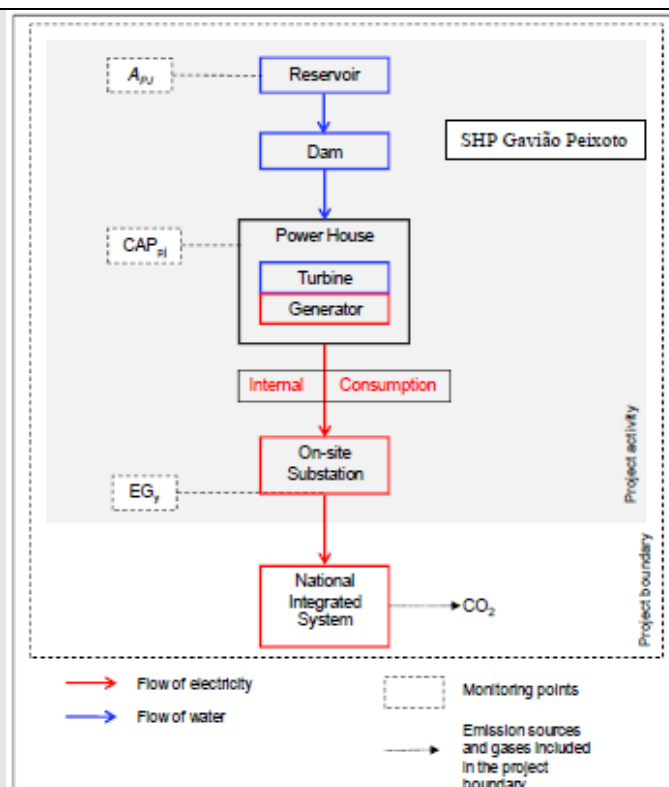 A_PJ
Reservoir
SHP Gavião Peixoto
Dam
CAP_pj
Power House
Turbine
Generator
Internal Consumption
On-site
Substation
EG_y
Project activity
National
Integrated
System
CO₂
Project boundary
Flow of electricity
Flow of water
Monitoring points
Emission sources
and gases included
in the project
boundary